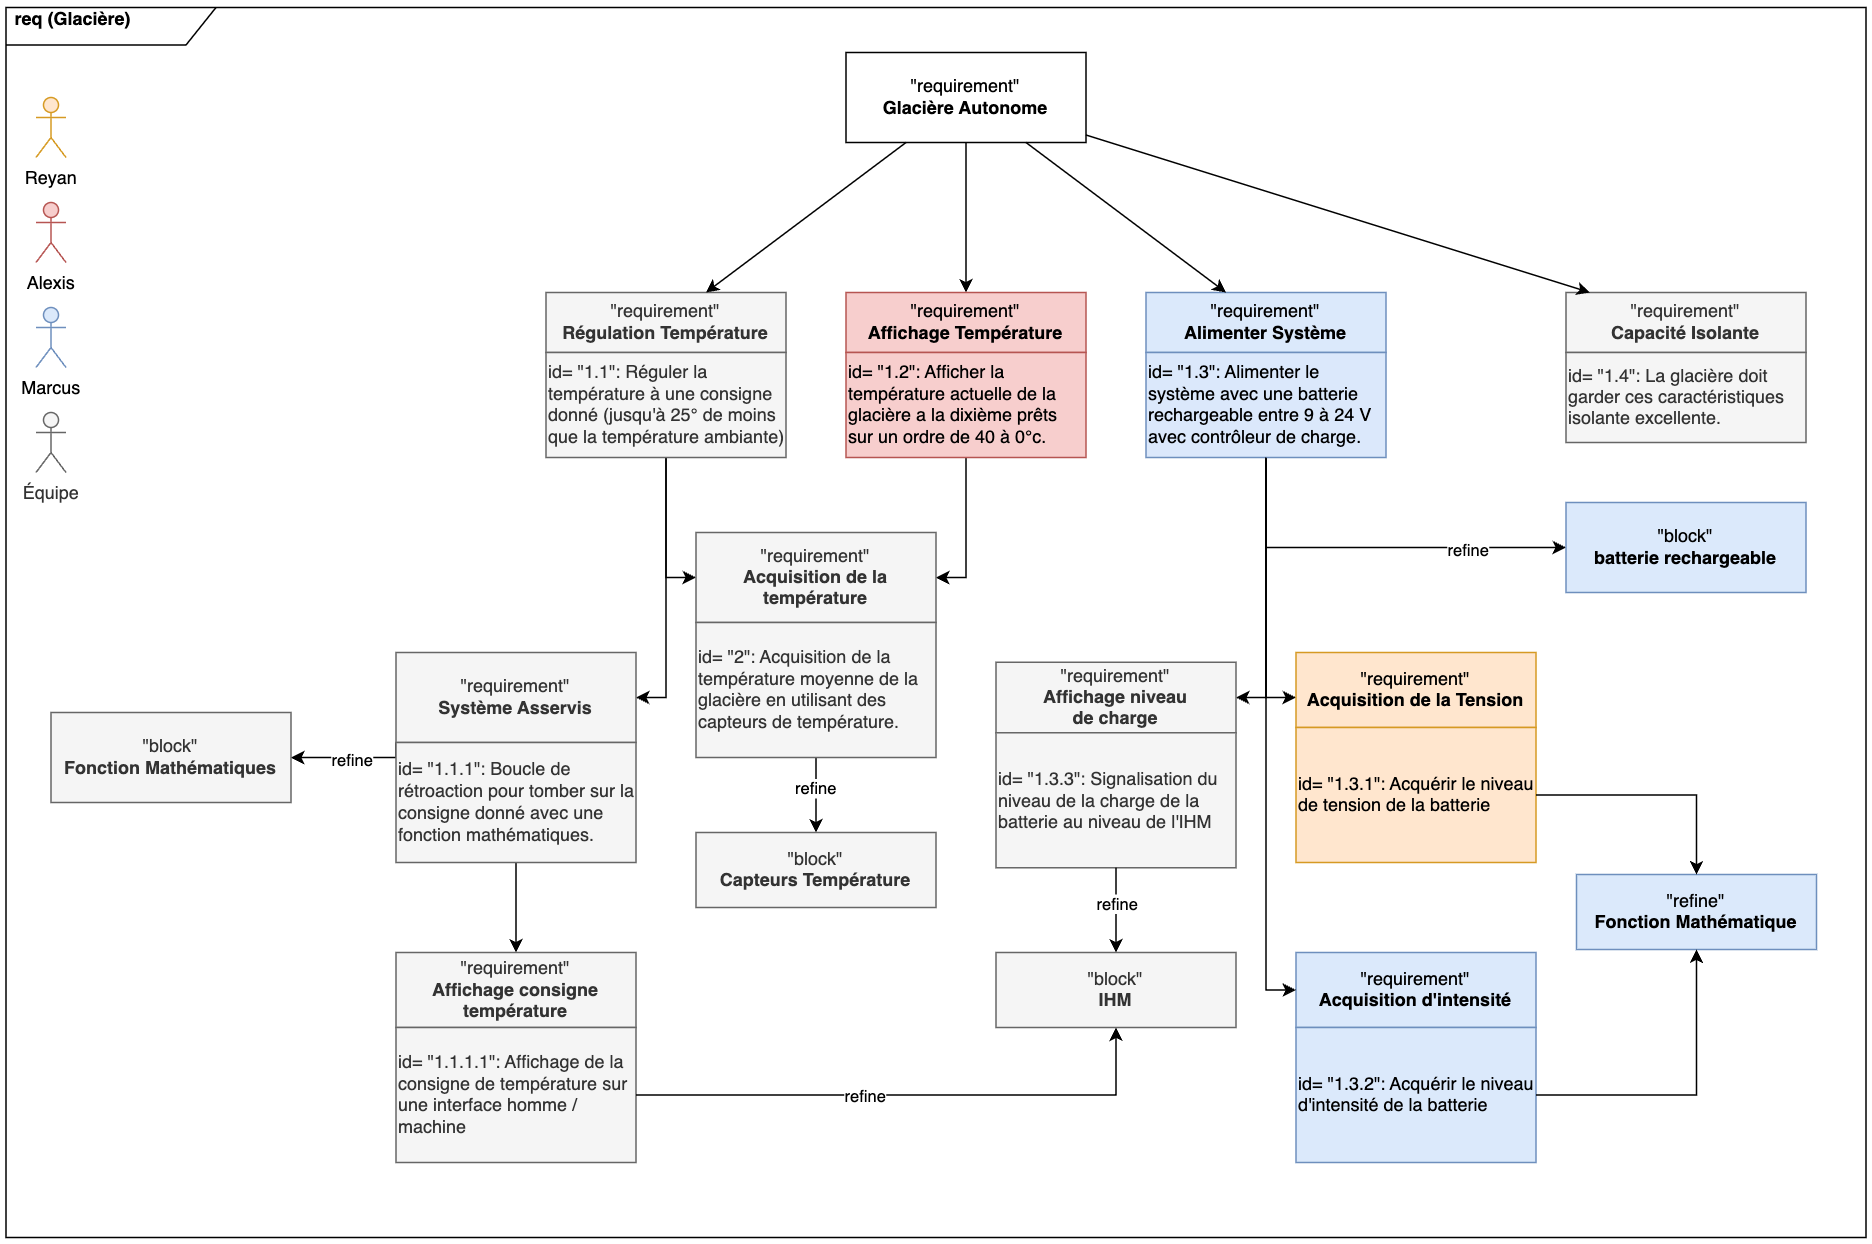 req (Glacière)
Reyan
Alexis
Marcus
Équipe
"requirement"
Glacière Autonome
"requirement"
Régulation Température
id= "1.1": Réguler la
température à une consigne
donné (jusqu'à 25° de moins
que la température ambiante)
"requirement"
Affichage Température
id= "1.2": Afficher la
température actuelle de la
glacière a la dixième prêts
sur un ordre de 40 à 0°c.
"requirement"
Alimenter Système
id= "1.3": Alimenter le
système avec une batterie
rechargeable entre 9 à 24 V
avec contrôleur de charge.
"requirement"
Capacité Isolante
id= "1.4": La glacière doit
garder ces caractéristiques
isolante excellente.
refine
"block"
batterie rechargeable
"requirement"
Acquisition de la
température
id= "2": Acquisition de la
température moyenne de la
glacière en utilisant des
capteurs de température.
refine
"block"
Capteurs Température
"requirement"
Système Asservis
id= "1.1.1": Boucle de
rétroaction pour tomber sur la
consigne donné avec une
fonction mathématiques.
refine
"block"
Fonction Mathématiques
"requirement"
Affichage niveau
de charge
id= "1.3.3": Signalisation du
niveau de la charge de la
batterie au niveau de l'IHM
refine
"block"
IHM
"requirement"
Acquisition de la Tension
id= "1.3.1": Acquérir le niveau
de tension de la batterie
"refine"
Fonction Mathématique
"requirement"
Affichage consigne
température
id= "1.1.1.1": Affichage de la
consigne de température sur
une interface homme /
machine
refine
"requirement"
Acquisition d'intensité
id= "1.3.2": Acquérir le niveau
d'intensité de la batterie